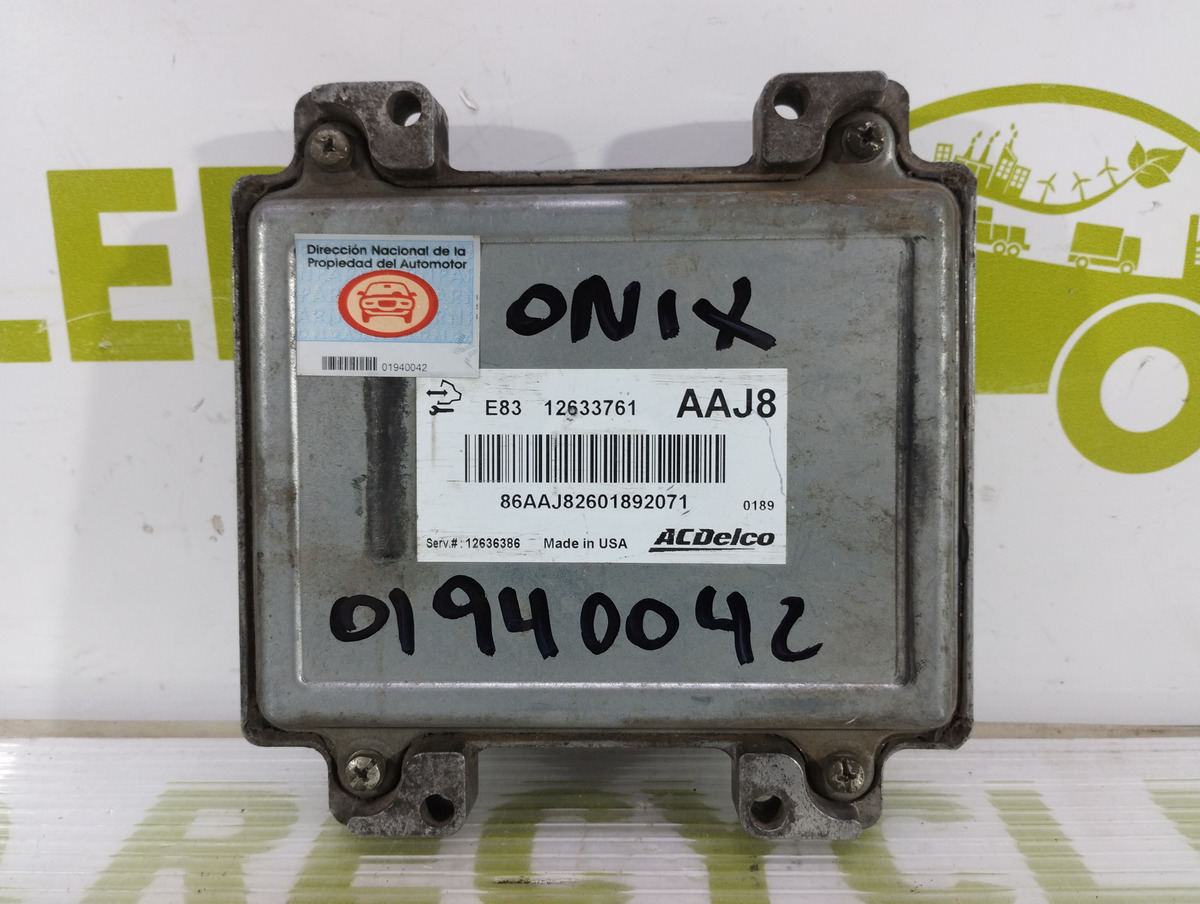 Dirección Nacional de la
Propiedad del Automotor
01940042
ONIX
E83 12633761 AAJ8
86AAJ82601892071 0189
Serv.#: 12636386 Made in USA ACDelco
01940042
RECYCL